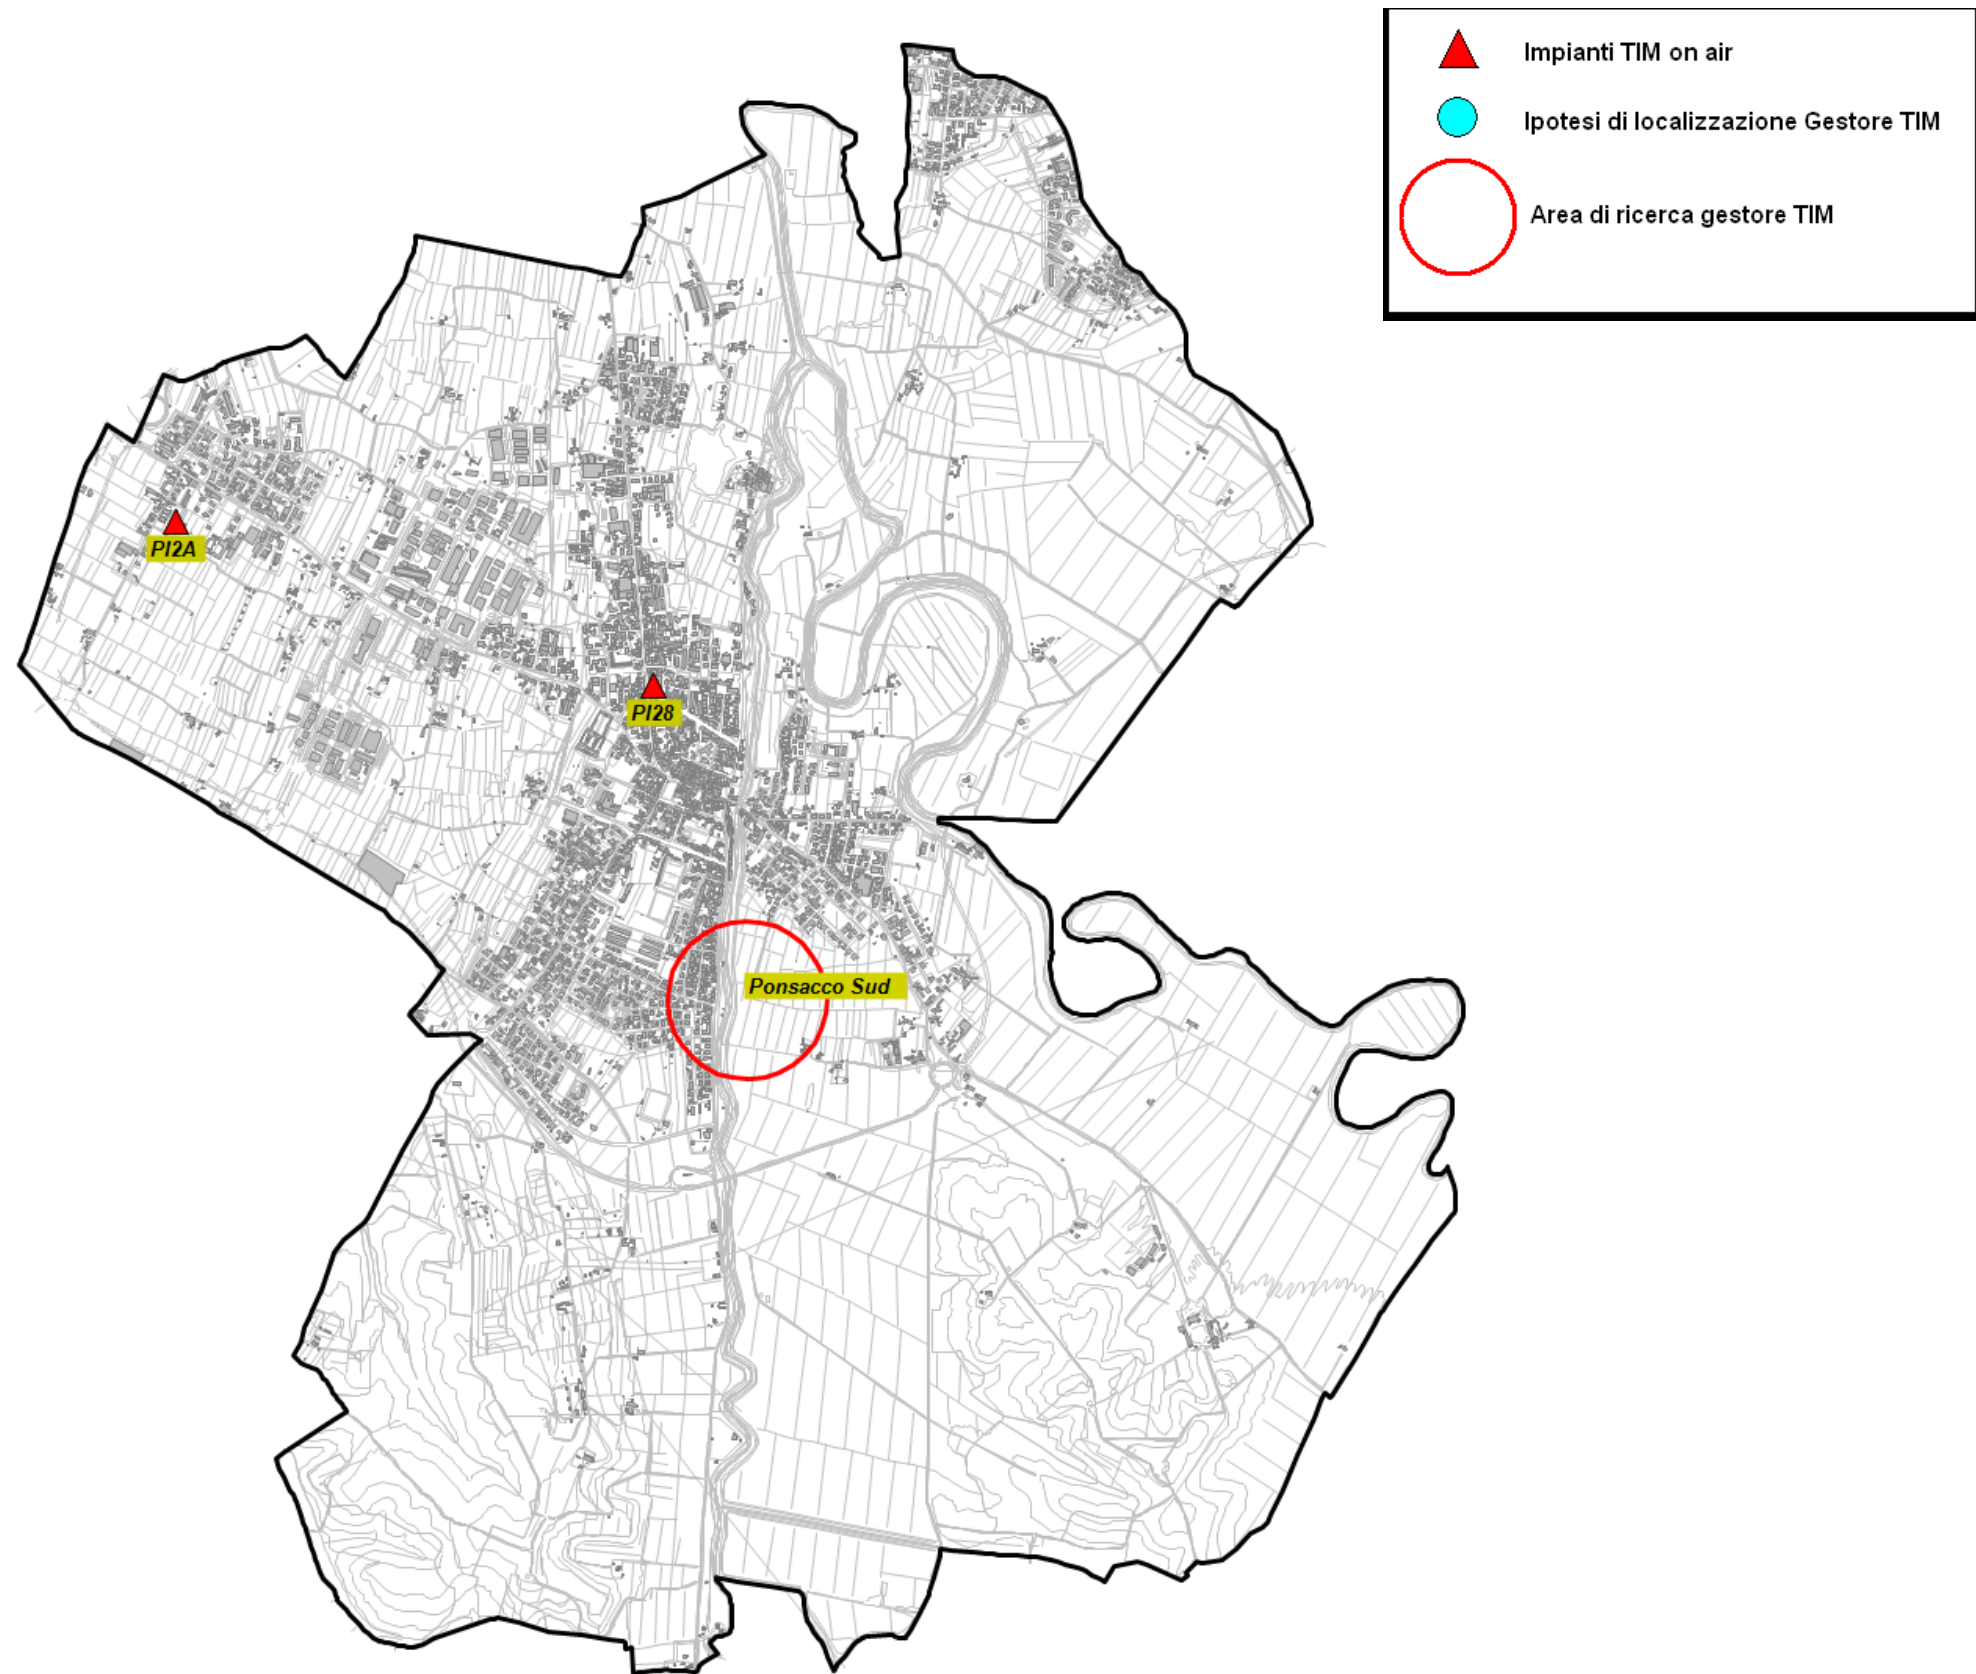 Impianti TIM on air
Ipotesi di localizzazione Gestore TIM
Area di ricerca gestore TIM
PI2A
PI28
Ponsacco Sud